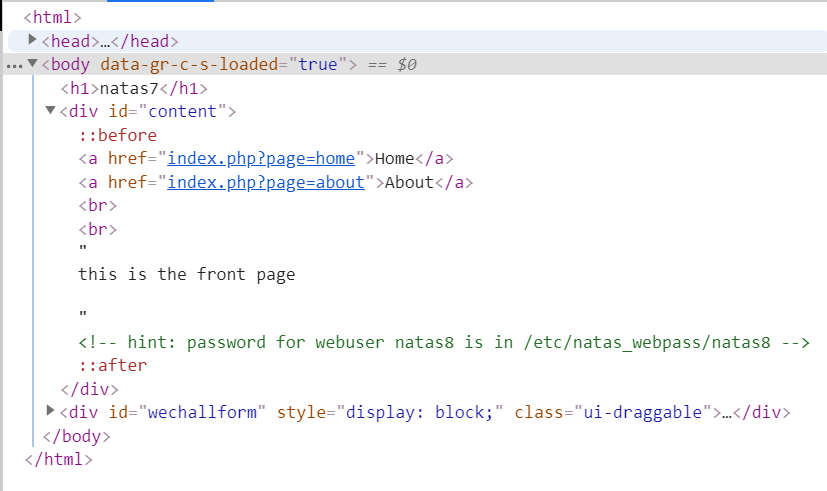 <html>
<head>…</head>
<body data-gr-c-s-loaded="true"> == $0
<h1>natas7</h1>
<div id="content">
::before
<a href="index.php?page=home">Home</a>
<a href="index.php?page=about">About</a>
<br>
<br>
"
this is the front page
"
<!-- hint: password for webuser natas8 is in /etc/natas_webpass/natas8 -->
::after
</div>
<div id="wechallform" style="display: block;" class="ui-draggable">…</div>
</body>
</html>